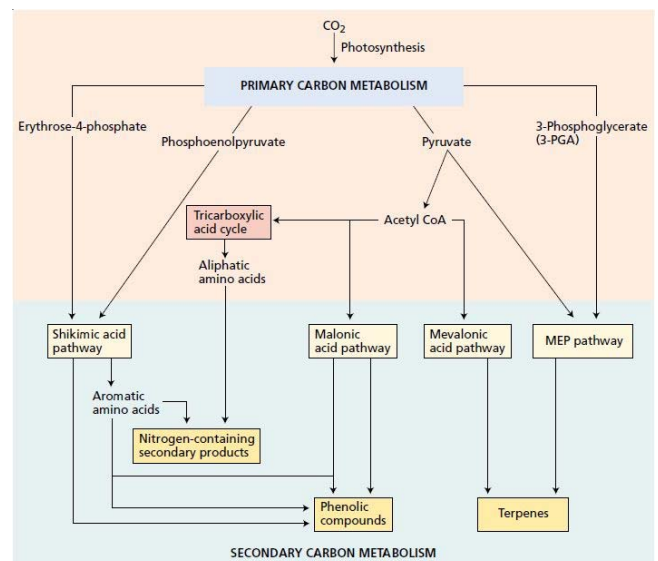 CO2
Photosynthesis
PRIMARY CARBON METABOLISM
Erythrose-4-phosphate
Phosphoenolpyruvate
Pyruvate
3-Phosphoglycerate
(3-PGA)
Tricarboxylic
acid cycle
Acetyl CoA
Aliphatic
amino acids
Shikimic acid
pathway
Malonic
acid pathway
Mevalonic
acid pathway
MEP pathway
Aromatic
amino acids
Nitrogen-containing
secondary products
Phenolic
compounds
Terpenes
SECONDARY CARBON METABOLISM